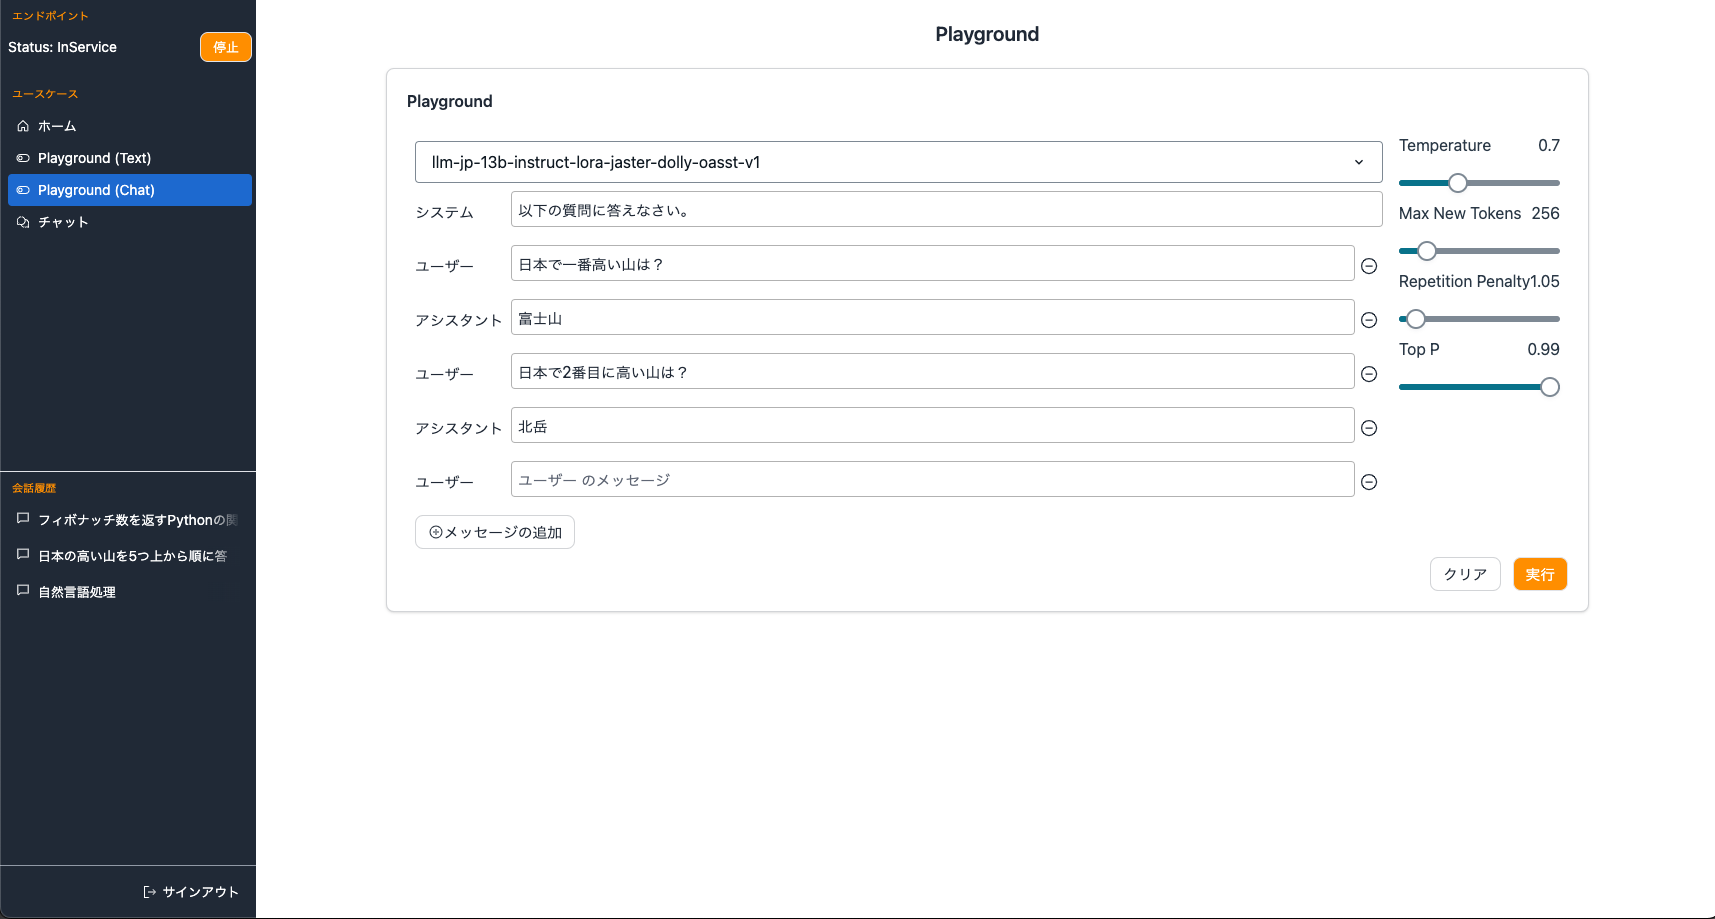 エンドポイント
Status: InService
停止
ユースケース
ホーム
Playground (Text)
Playground (Chat)
チャット
会話履歴
フィボナッチ数を返すPythonの関
日本の高い山を5つ上から順に答
自然言語処理
サインアウト
Playground
Playground
llm-jp-13b-instruct-lora-jaster-dolly-oasst-v1
システム
以下の質問に答えなさい。
ユーザー
日本で一番高い山は？
アシスタント
富士山
ユーザー
日本で2番目に高い山は？
アシスタント
北岳
ユーザー
ユーザー のメッセージ
メッセージの追加
Temperature 0.7
Max New Tokens 256
Repetition Penalty1.05
Top P 0.99
クリア
実行